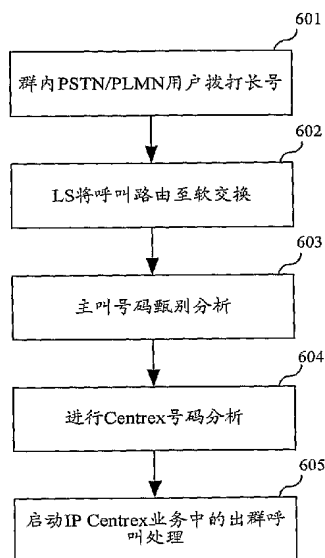 601
群内PSTN/PLMN用户拨打长号
602
LS将呼叫路由至软交换
603
主叫号码甄别分析
604
进行Centrex号码分析
605
启动IP Centrex业务中的出群呼
叫处理